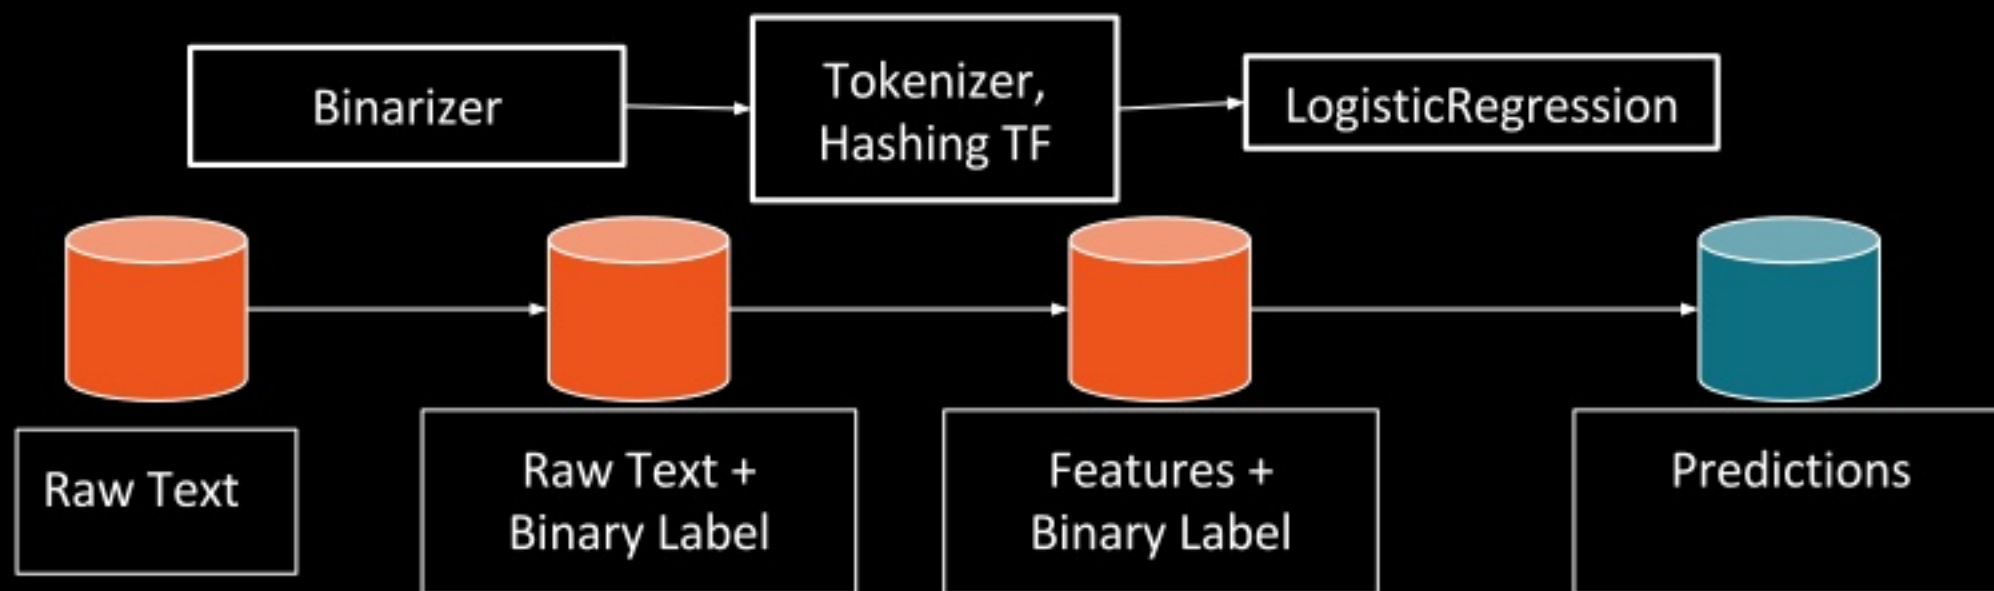 Binarizer
Tokenizer,
Hashing TF
LogisticRegression
Raw Text
Raw Text +
Binary Label
Features +
Binary Label
Predictions